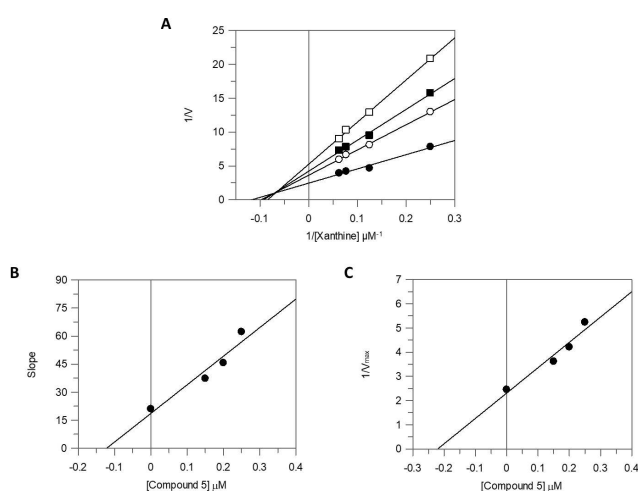 A
25
20
15
10
5
0
1/V
-0.1 0 0.1 0.2 0.3
1/[Xanthine] µM⁻¹
B
90
75
60
45
30
15
0
Slope
-0.2 -0.1 0 0.1 0.2 0.3 0.4
[Compound 5] µM
C
7
6
5
4
3
2
1
0
1/Vmax
-0.3 -0.2 -0.1 0 0.1 0.2 0.3 0.4
[Compound 5] µM